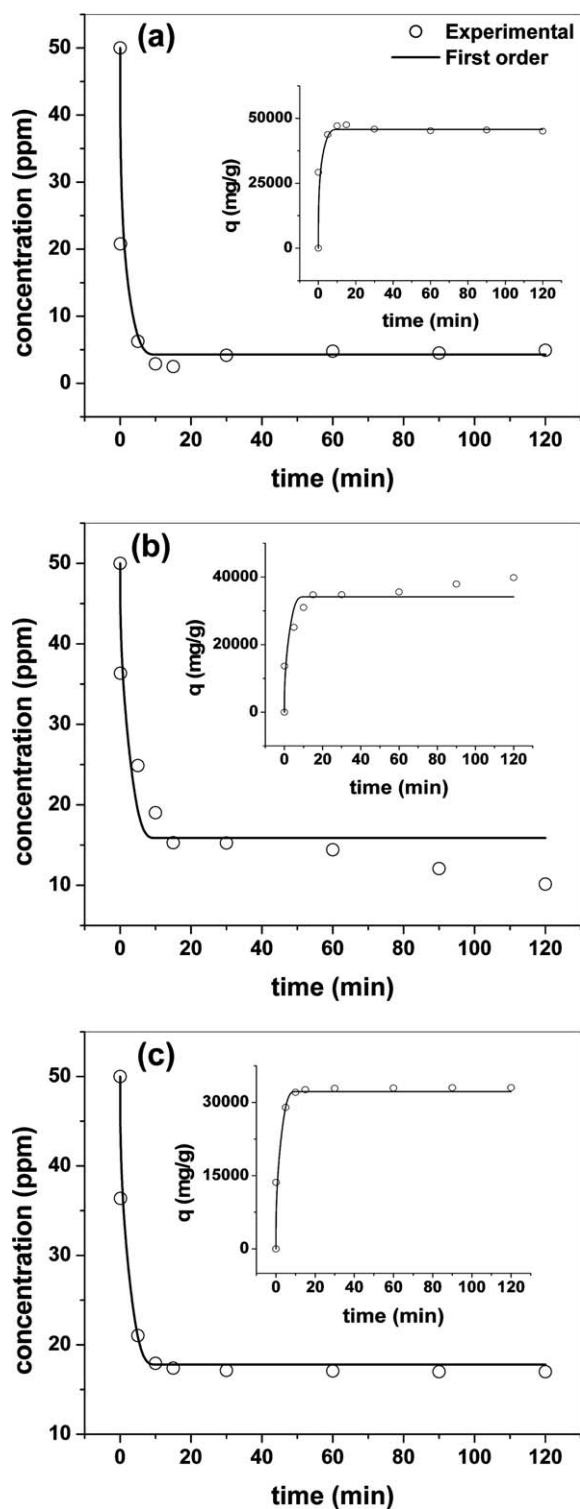 (a)
Experimental
First order
concentration (ppm)
50
40
30
20
10
0
q (mg/g)
50000
25000
0
0 20 40 60 80 100 120
time (min)
0 20 40 60 80 100 120
time (min)
(b)
concentration (ppm)
50
40
30
20
10
q (mg/g)
40000
20000
0
0 20 40 60 80 100 120
time (min)
0 20 40 60 80 100 120
time (min)
(c)
concentration (ppm)
50
40
30
20
10
q (mg/g)
30000
15000
0
0 20 40 60 80 100 120
time (min)
0 20 40 60 80 100 120
time (min)